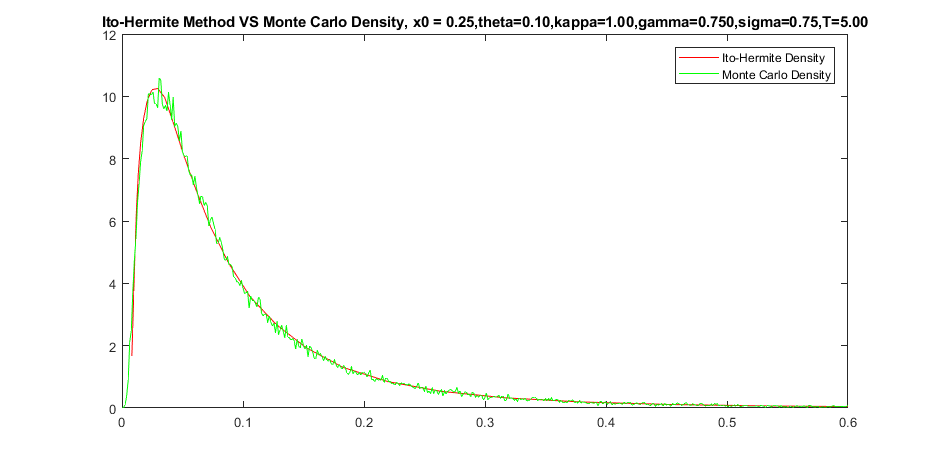 Ito-Hermite Method VS Monte Carlo Density, x0 = 0.25,theta=0.10,kappa=1.00,gamma=0.750,sigma=0.75,T=5.00
12
10
8
6
4
2
0
Ito-Hermite Density
Monte Carlo Density
0 0.1 0.2 0.3 0.4 0.5 0.6